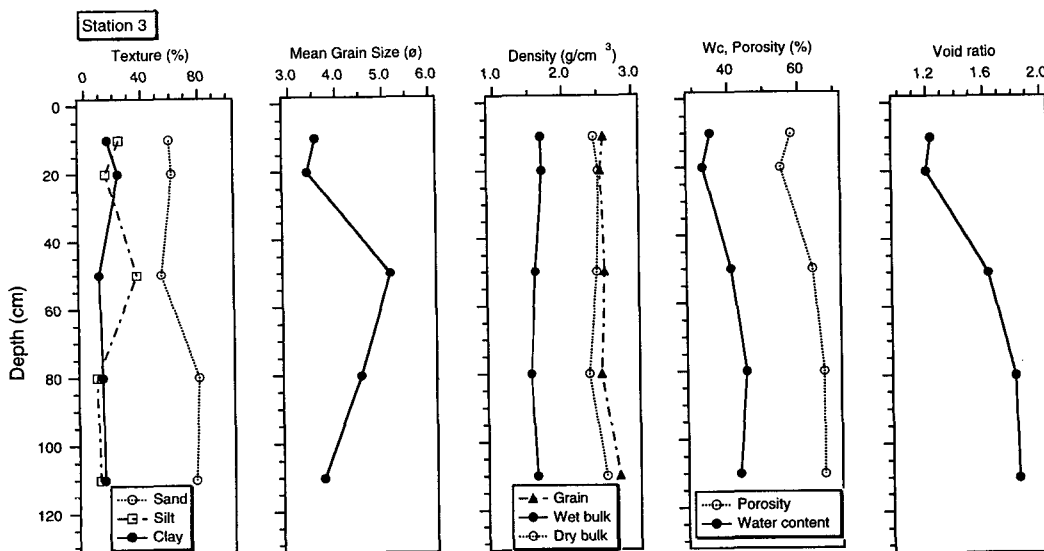 Station 3
Texture (%)
0 40 80
Mean Grain Size (ø)
3.0 4.0 5.0 6.0
Density (g/cm 3)
1.0 2.0 3.0
Wc, Porosity (%)
40 60
Void ratio
1.2 1.6 2.0
Depth (cm)
0
20
40
60
80
100
120
Sand
Silt
Clay
Grain
Wet bulk
Dry bulk
Porosity
Water content